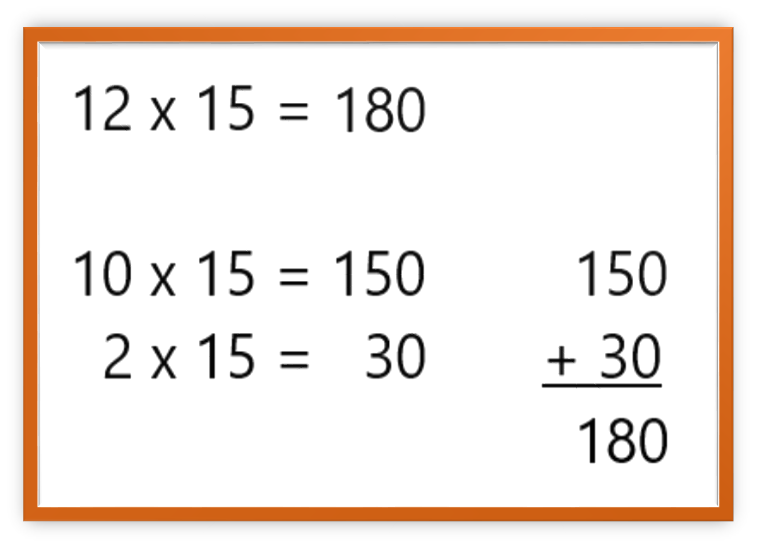 12 x 15 = 180
10 x 15 = 150
2 x 15 = 30
150
+ 30
180